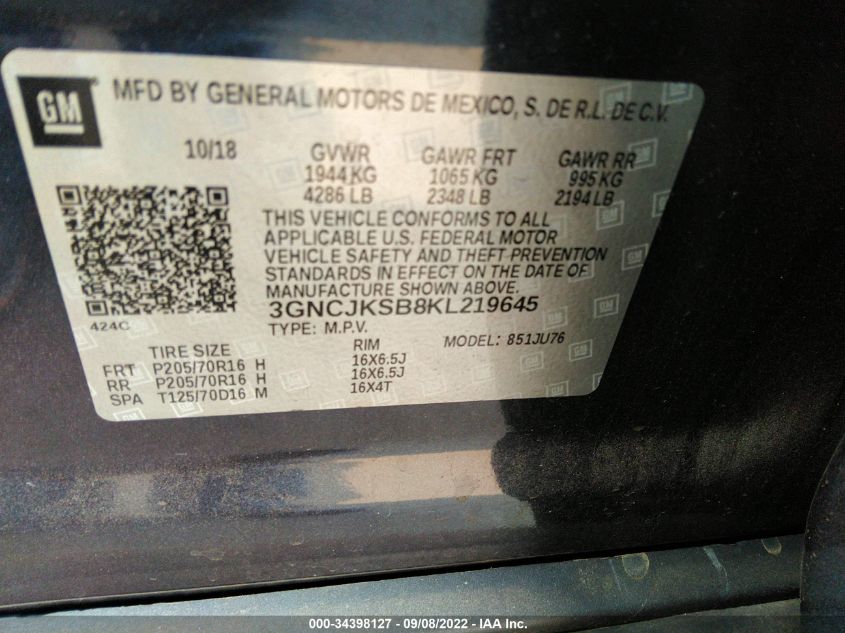 GM
MFD BY GENERAL MOTORS DE MEXICO, S. DE R.L. DE C.V.
10/18 GVWR GAWR FRT GAWR RR
1944 KG 1065 KG 995 KG
4286 LB 2348 LB 2194 LB
THIS VEHICLE CONFORMS TO ALL
APPLICABLE U.S. FEDERAL MOTOR
VEHICLE SAFETY AND THEFT PREVENTION
STANDARDS IN EFFECT ON THE DATE OF
MANUFACTURE SHOWN ABOVE.
3GNCJKSB8KL219645
424C
TYPE: M.P.V. MODEL: 851JU76
TIRE SIZE RIM
FRT P205/70R16 H 16X6.5J
RR P205/70R16 H 16X6.5J
SPA T125/70D16 M 16X4T
000-34398127 - 09/08/2022 - IAA Inc.